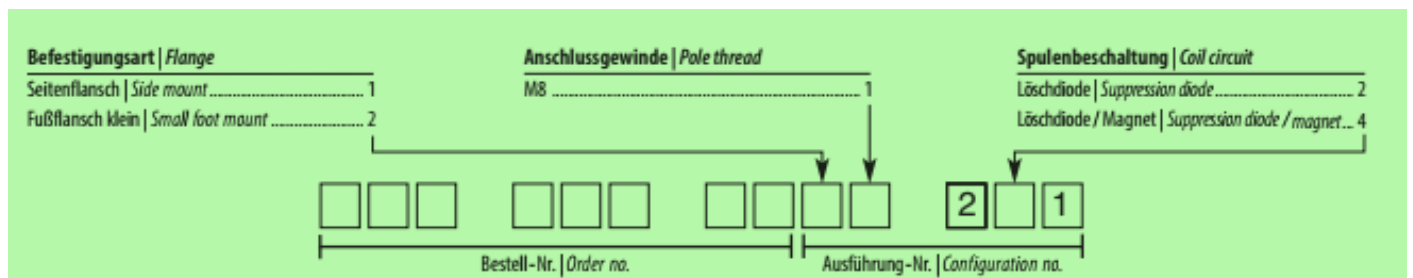 Befestigungsart | Flange
Seitenflansch | Side mount ........................................ 1
Fußflansch klein | Small foot mount ....................... 2
Anschlussgewinde | Pole thread
M8 ................................................................................ 1
Spulenbeschaltung | Coil circuit
Löschdiode | Suppression diode ................................... 2
Löschdiode / Magnet | Suppression diode / magnet .... 4
2 1
Bestell-Nr. | Order no.
Ausführung-Nr. | Configuration no.